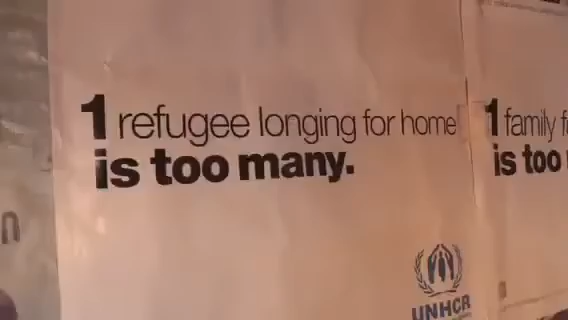 1 refugee longing for home
is too many.
UNHCR
1 family f
is too
n